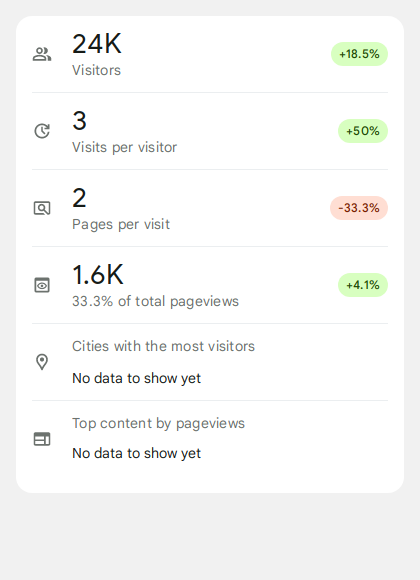 24K
+18.5%
Visitors
3
+50%
Visits per visitor
2
-33.3%
Pages per visit
1.6K
+4.1%
33.3% of total pageviews
Cities with the most visitors
No data to show yet
Top content by pageviews
No data to show yet